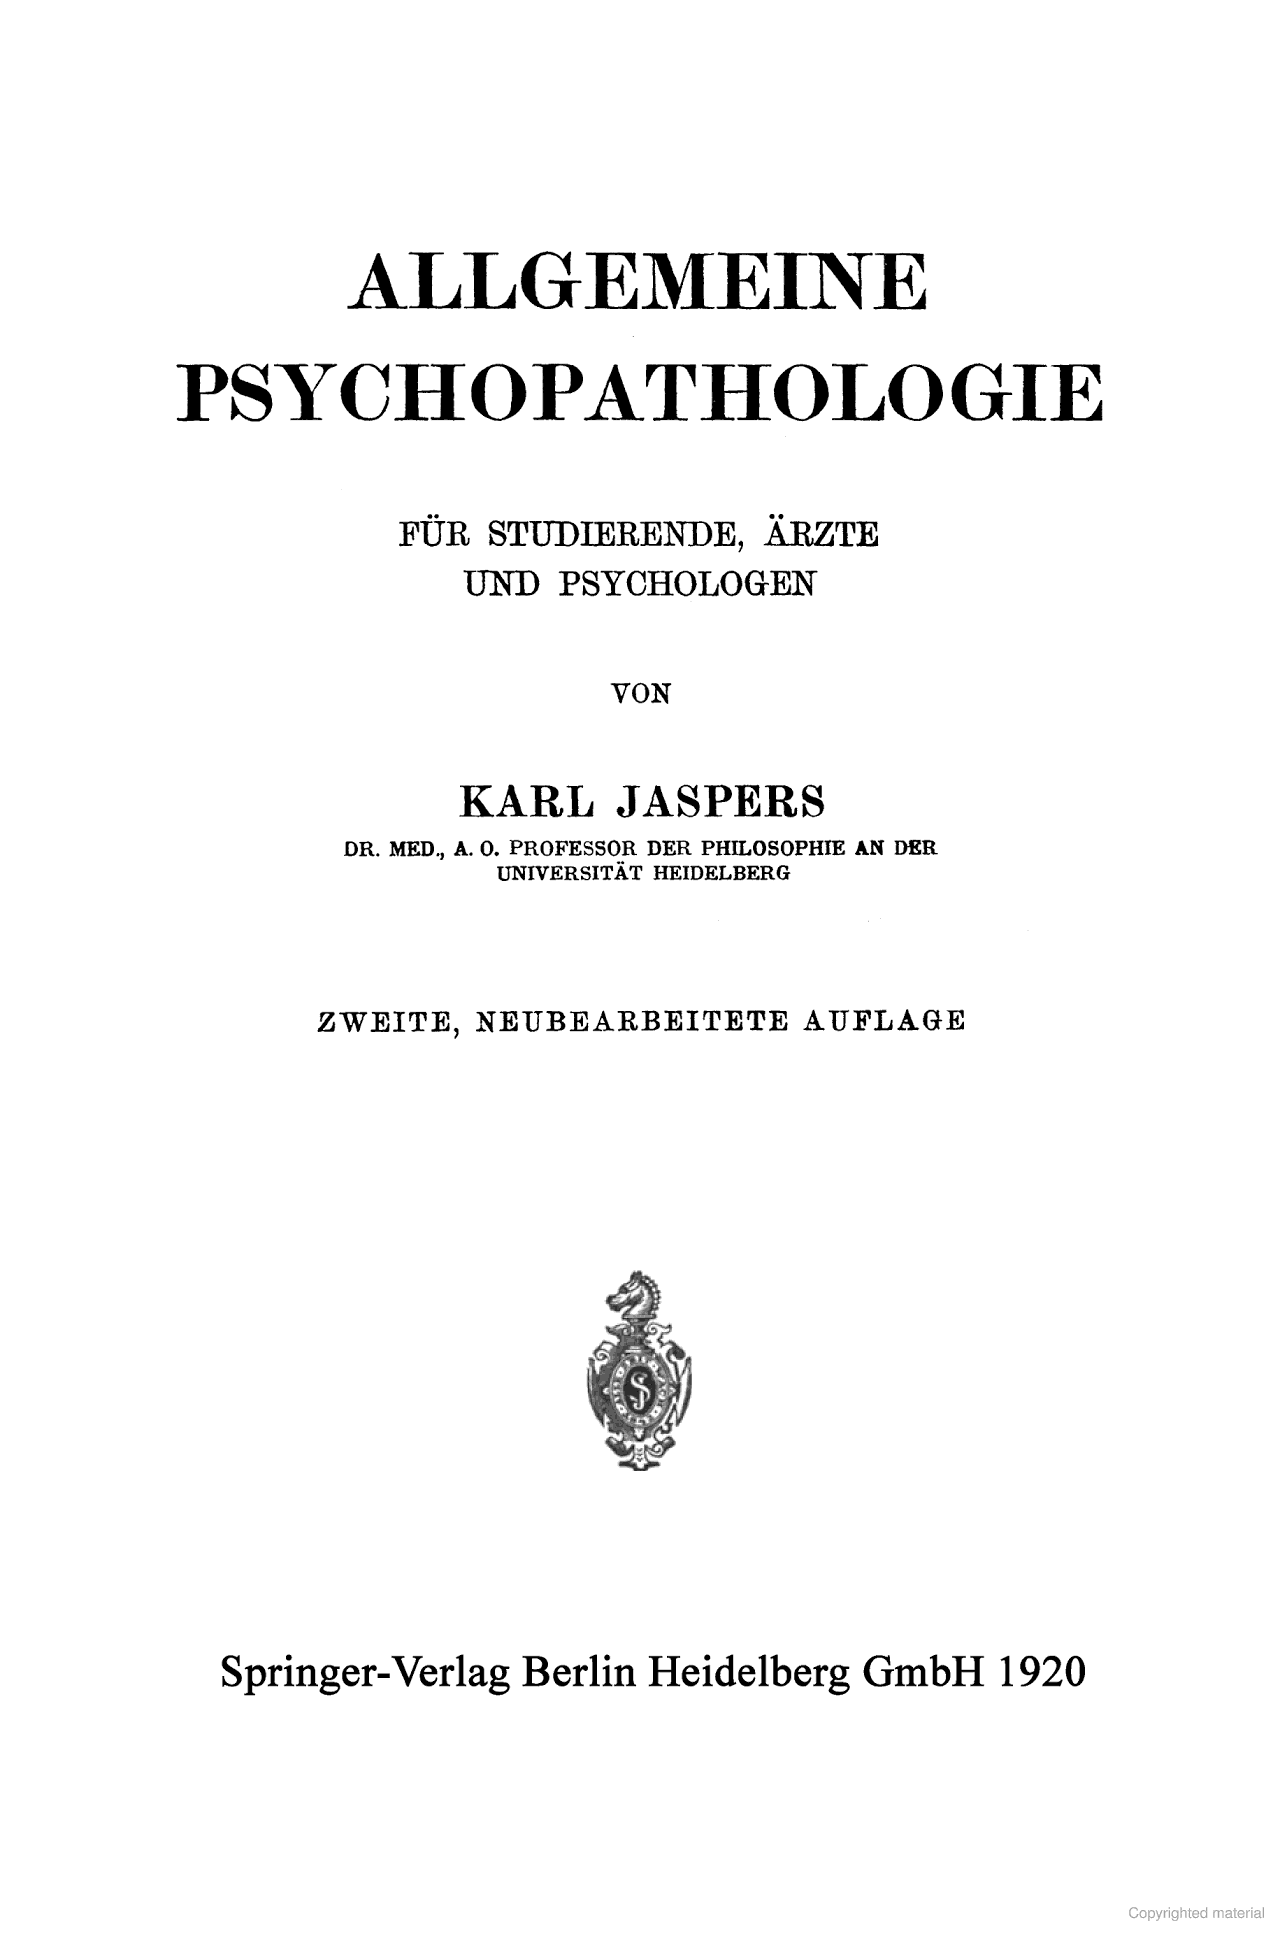 ALLGEMEINE
PSYCHOPATHOLOGIE
FÜR STUDIERENDE, ÄRZTE
UND PSYCHOLOGEN
VON
KARL JASPERS
DR. MED., A. O. PROFESSOR DER PHILOSOPHIE AN DER
UNIVERSITÄT HEIDELBERG
ZWEITE, NEUBEARBEITETE AUFLAGE
Springer-Verlag Berlin Heidelberg GmbH 1920
Copyrighted material